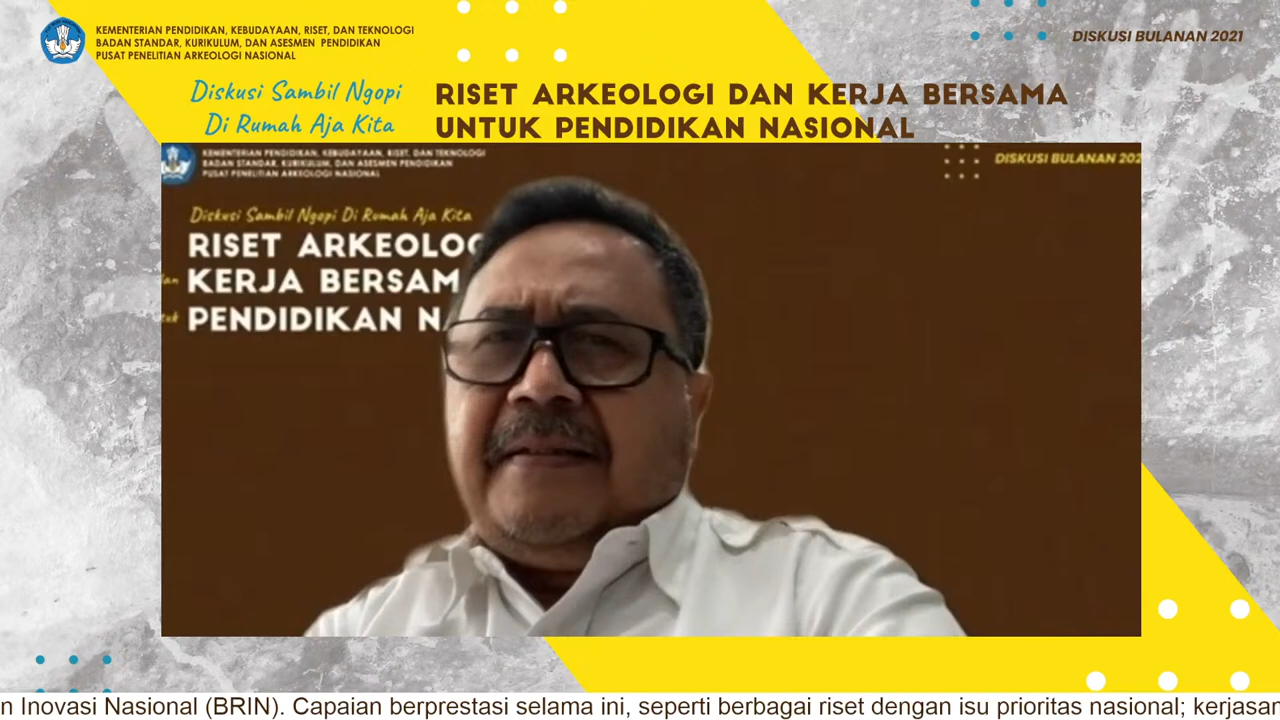 KEMENTERIAN PENDIDIKAN, KEBUDAYAAN, RISET, DAN TEKNOLOGI
BADAN STANDAR, KURIKULUM, DAN ASESMEN PENDIDIKAN
PUSAT PENELITIAN ARKEOLOGI NASIONAL
DISKUSI BULANAN 2021
Diskusi Sambil Ngopi
Di Rumah Aja Kita
RISET ARKEOLOGI DAN KERJA BERSAMA
UNTUK PENDIDIKAN NASIONAL
KEMENTERIAN PENDIDIKAN, KEBUDAYAAN, RISET, DAN TEKNOLOGI
BADAN STANDAR, KURIKULUM, DAN ASESMEN PENDIDIKAN
PUSAT PENELITIAN ARKEOLOGI NASIONAL
DISKUSI BULANAN 202
Diskusi Sambil Ngopi Di Rumah Aja Kita
RISET ARKEOLOG
KERJA BERSAM
PENDIDIKAN NA
n Inovasi Nasional (BRIN). Capaian berprestasi selama ini, seperti berbagai riset dengan isu prioritas nasional; kerjasar